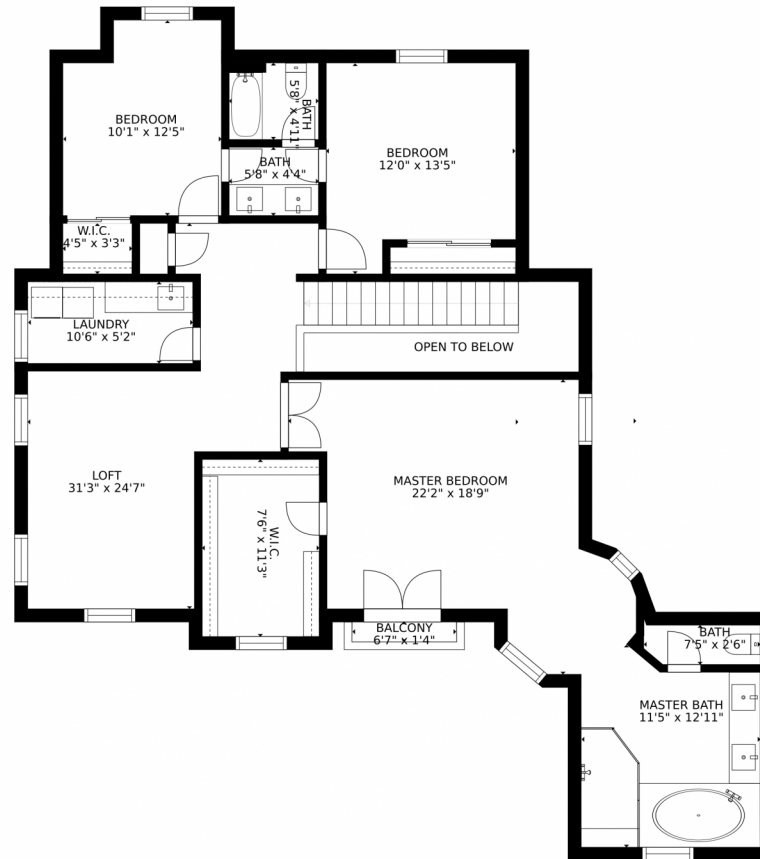 BEDROOM
10'1" x 12'5"
BATH
5'8" x 4'11"
BATH
5'8" x 4'4"
BEDROOM
12'0" x 13'5"
W.I.C.
4'5" x 3'3"
LAUNDRY
10'6" x 5'2"
OPEN TO BELOW
LOFT
31'3" x 24'7"
MASTER BEDROOM
22'2" x 18'9"
W.I.C.
7'6" x 11'3"
BALCONY
6'7" x 1'4"
BATH
7'5" x 2'6"
MASTER BATH
11'5" x 12'11"